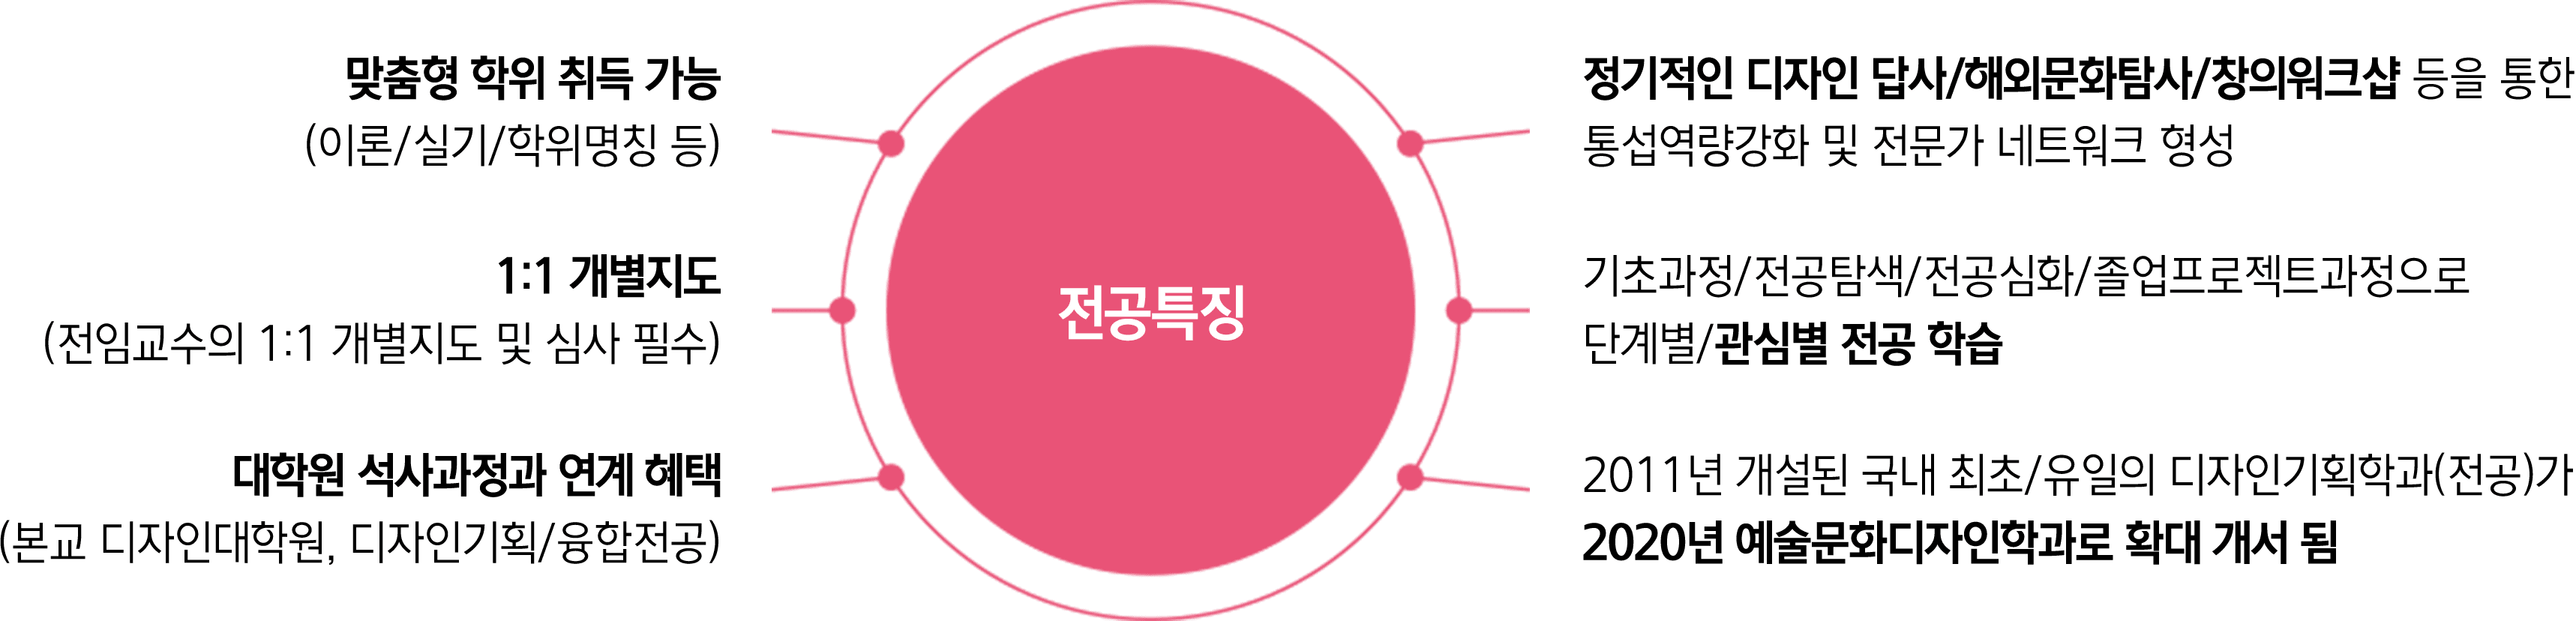 맞춤형 학위 취득 가능
(이론/실기/학위명칭 등)
1:1 개별지도
(전임교수의 1:1 개별지도 및 심사 필수)
대학원 석사과정과 연계 혜택
(본교 디자인대학원, 디자인기획/융합전공)
전공특징
정기적인 디자인 답사/해외문화탐사/창의워크샵 등을 통한
통섭역량강화 및 전문가 네트워크 형성
기초과정/전공탐색/전공심화/졸업프로젝트과정으로
단계별/관심별 전공 학습
2011년 개설된 국내 최초/유일의 디자인기획학과(전공)가
2020년 예술문화디자인학과로 확대 개서 됨